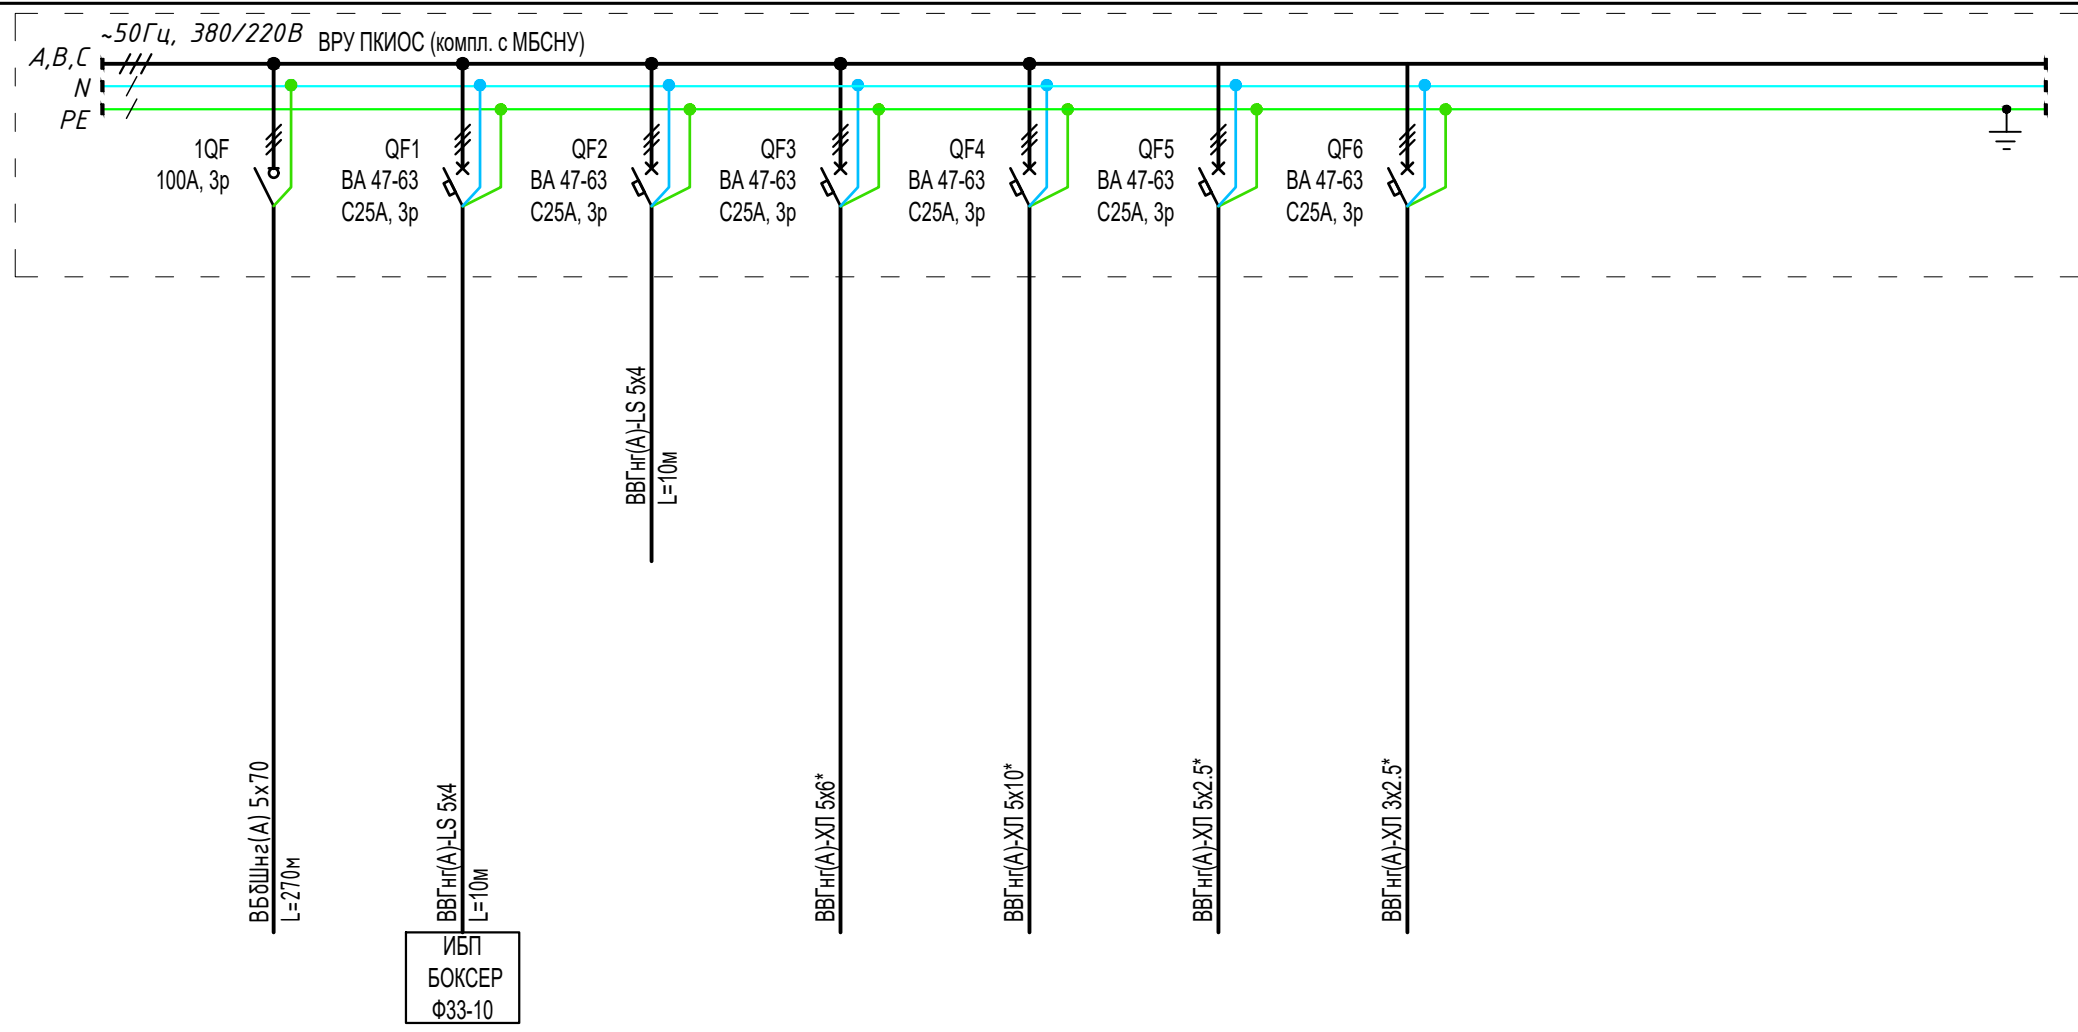 ~50Гц, 380/220В
ВРУ ПКИОС (компл. с МБСНУ)
A,B,C
N
PE
1QF
100А, 3р
QF1
ВА 47-63
С25А, 3р
QF2
ВА 47-63
С25А, 3р
QF3
ВА 47-63
С25А, 3р
QF4
ВА 47-63
С25А, 3р
QF5
ВА 47-63
С25А, 3р
QF6
ВА 47-63
С25А, 3р
ВБбШнг(А) 5х70
L=270м
ВВГнг(А)-LS 5х4
L=10м
ВВГнг(А)-LS 5х4
L=10м
ВВГнг(А)-ХЛ 5х6*
ВВГнг(А)-ХЛ 5х10*
ВВГнг(А)-ХЛ 5х2.5*
ВВГнг(А)-ХЛ 3х2.5*
ИБП
БОКСЕР
Ф33-10